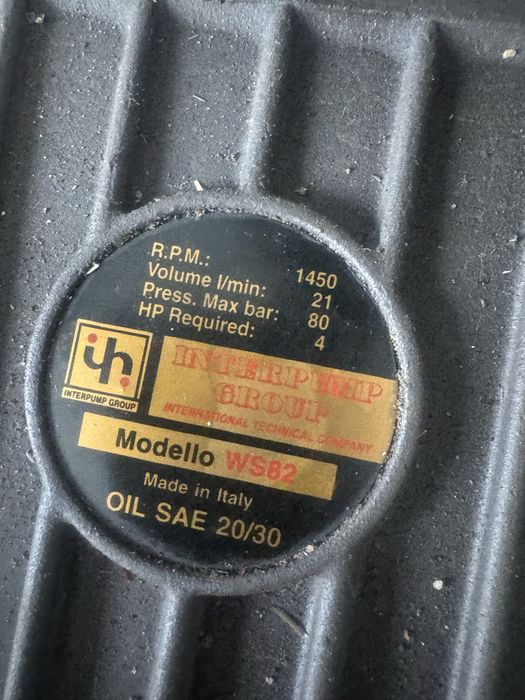 R.P.M.: 1450
Volume l/min: 21
Press. Max bar: 80
HP Required: 4
ih
INTERPUMP GROUP
INTERPUMP
GROUP
INTERNATIONAL TECHNICAL COMPANY
Modello WS82
Made in Italy
OIL SAE 20/30